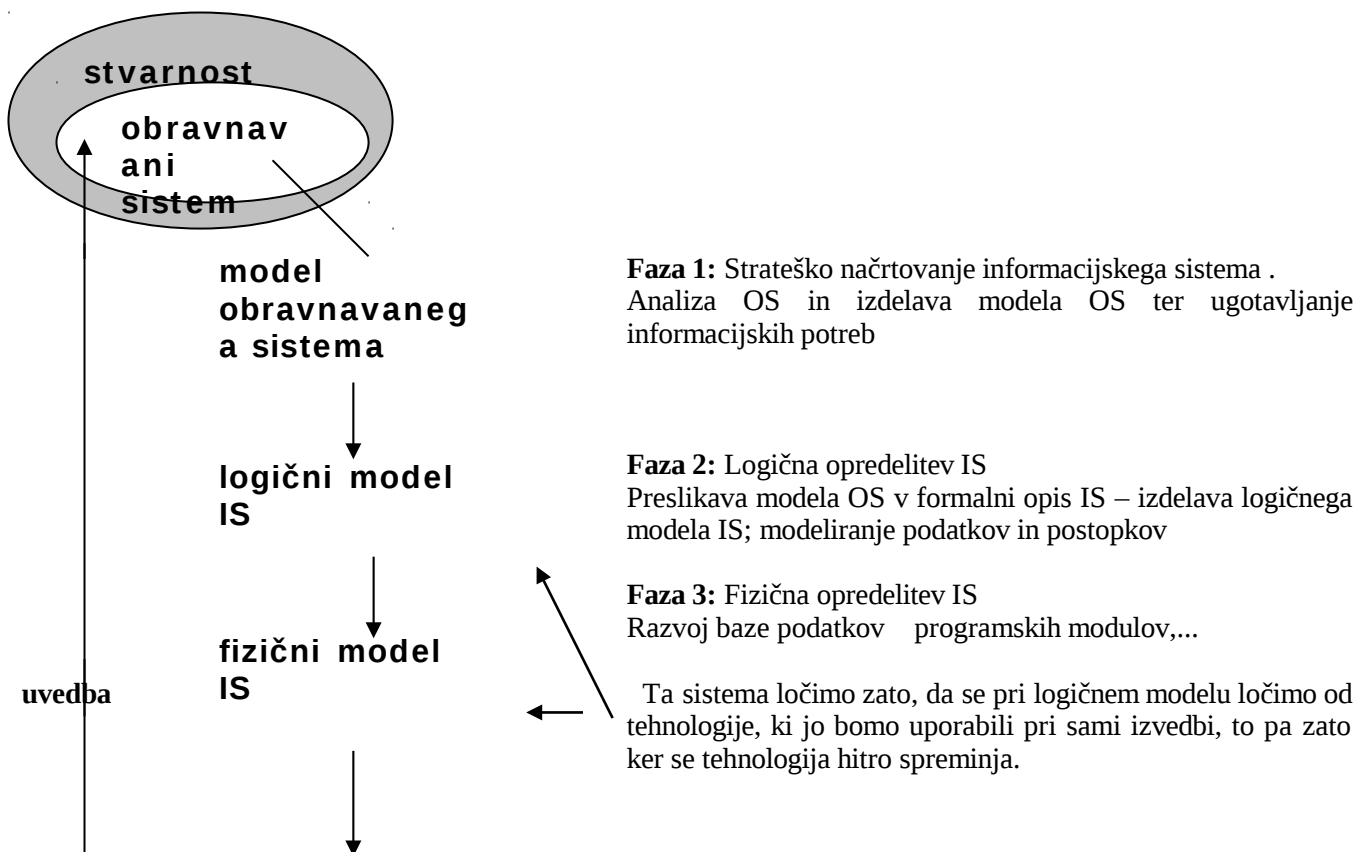 stvarnost
obravnav
ani
sistem
model
obravnavaneg
a sistema
Faza 1: Strateško načrtovanje informacijskega sistema .
Analiza OS in izdelava modela OS ter ugotavljanje
informacijskih potreb
logični model
IS
Faza 2: Logična opredelitev IS
Preslikava modela OS v formalni opis IS – izdelava logičnega
modela IS; modeliranje podatkov in postopkov
Faza 3: Fizična opredelitev IS
Razvoj baze podatkov programskih modulov,...
fizični model
IS
uvedba
Ta sistema ločimo zato, da se pri logičnem modelu ločimo od
tehnologije, ki jo bomo uporabili pri sami izvedbi, to pa zato
ker se tehnologija hitro spreminja.